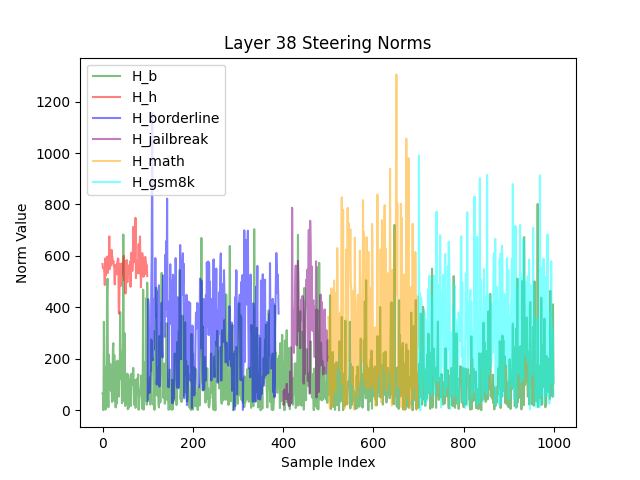 Layer 38 Steering Norms
H_b
H_h
H_borderline
H_jailbreak
H_math
H_gsm8k
Norm Value
1200
1000
800
600
400
200
0
0 200 400 600 800 1000
Sample Index